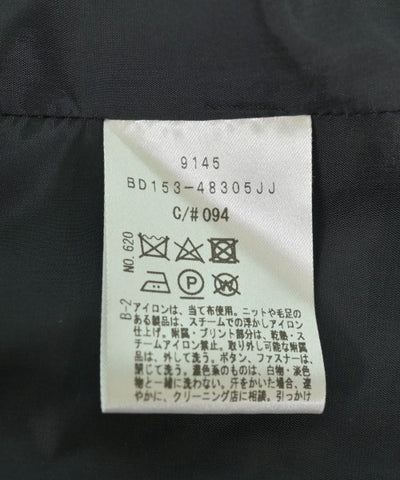 9145
BD153-48305JJ
C/#094
NO.620
P
W
B-2
アイロンは、当て布使用。ニットや毛足の
ある製品は、スチームでの浮かしアイロン
仕上げ。附属・プリント部分は、乾熱・ス
チームアイロン禁止。取り外し可能な附属
品は、外して洗う。ボタン、ファスナーは、
閉じて洗う。濃色系のものは、白物・淡色
物と一緒に洗わない。汗をかいた場合、速
やかに、クリーニング店に相談。引っかけ